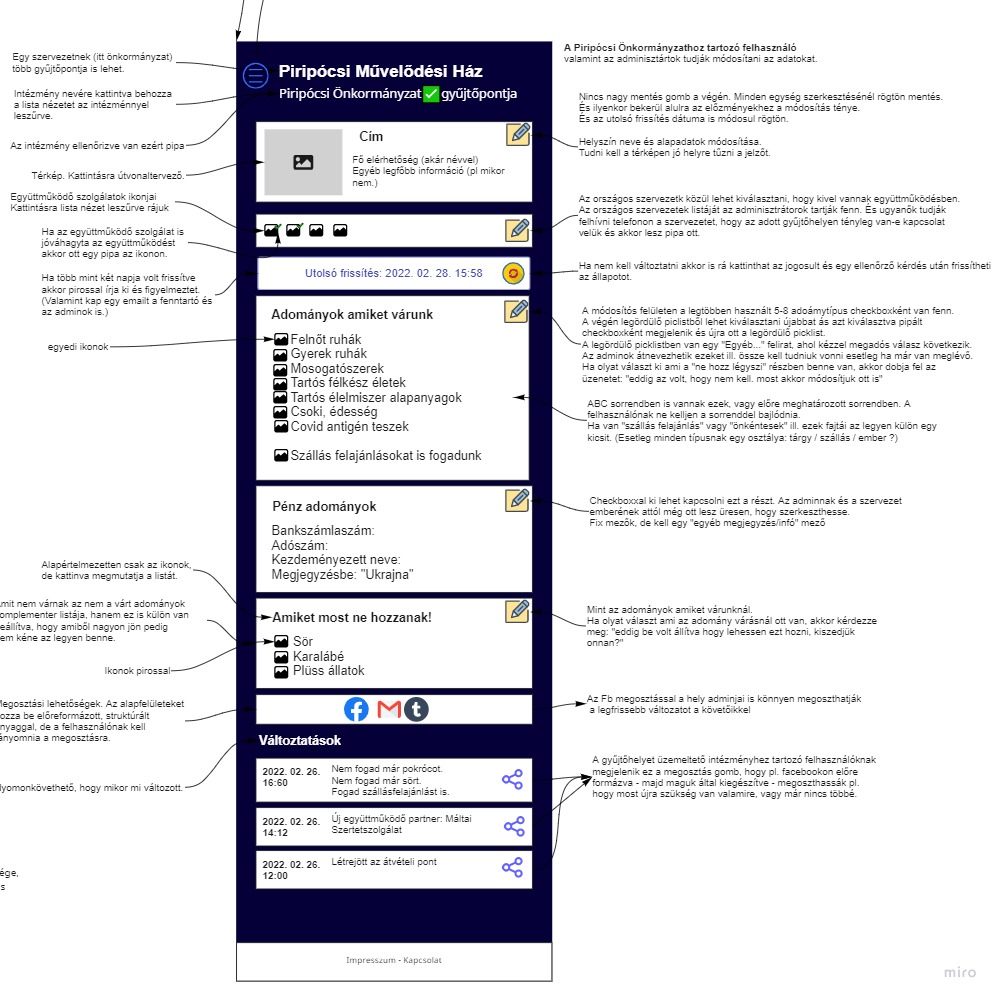 Egy szervezetnek (itt önkormányzat)
több gyűjtőpontja is lehet.
Intézmény nevére kattintva behozza
a lista nézetet az intézménnyel
leszűrve.
Az intézmény ellenőrizve van ezért pipa
Térkép. Kattintásra útvonaltervező.
Együttműködő szolgálatok ikonjai
Kattintásra lista nézet leszűrve rájuk
Ha az együttműködő szolgálat is
jóváhagyta az együttműködést
akkor ott egy pipa az ikonon.
Ha több mint két napja volt frissítve
akkor pirossal írja ki és figyelmeztet.
(Valamint kap egy emailt a fenntartó és
az adminok is.)
egyedi ikonok
Alapértelmezetten csak az ikonok,
de kattinva megmutatja a listát.
mit nem várnak az nem a várt adományok
omplementer listája, hanem ez is külön van
eállítva, hogy amiből nagyon jön pedig
em kéne az legyen benne.
Ikonok pirossal
Megosztási lehetőségek. Az alapfelületeket
ozza be előreformázott, struktúrált
nyaggal, de a felhasználónak kell
ányomnia a megosztásra.
yomonkövethető, hogy mikor mi változott.
ége,
s
Piripócsi Művelődési Ház
Piripócsi Önkormányzat ✅ gyűjtőpontja
Cím
Fő elérhetőség (akár névvel)
Egyéb legfőbb információ (pl mikor
nem.)
Utolsó frissítés: 2022. 02. 28. 15:58
Adományok amiket várunk
Felnőt ruhák
Gyerek ruhák
Mosogatószerek
Tartós félkész életek
Tartós élelmiszer alapanyagok
Csoki, édesség
Covid antigén teszek
Szállás felajánlásokat is fogadunk
Pénz adományok
Bankszámlaszám:
Adószám:
Kezdeményezett neve:
Megjegyzésbe: "Ukrajna"
Amiket most ne hozzanak!
Sör
Karalábé
Plüss állatok
Változtatások
2022. 02. 26.
16:60
Nem fogad már pokrócot.
Nem fogad már sört.
Fogad szállásfelajánlást is.
2022. 02. 26.
14:12
Új együttműködő partner: Máltai
Szertetszolgálat
2022. 02. 26.
12:00
Létrejött az átvételi pont
Impresszum - Kapcsolat
A Piripócsi Önkormányzathoz tartozó felhasználó
valamint az adminisztártok tudják módosítani az adatokat.
Nincs nagy mentés gomb a végén. Minden egység szerkesztésénél rögtön mentés.
És ilyenkor bekerül alulra az előzményekhez a módosítás ténye.
És az utolsó frissítés dátuma is módosul rögtön.
Helyszín neve és alapadatok módosítása.
Tudni kell a térképen jó helyre tűzni a jelzőt.
Az országos szervezetk közül lehet kiválasztani, hogy kivel vannak együttműködésben.
Az országos szervezetek listáját az adminisztrátorok tartják fenn. És ugyanők tudják
felhívni telefonon a szervezetet, hogy az adott gyűjtőhelyen tényleg van-e kapcsolat
velük és akkor lesz pipa ott.
Ha nem kell változtatni akkor is rá kattinthat az jogosult és egy ellenőrző kérdés után frissítheti
az állapotot.
A módosítós felületen a legtöbben használt 5-8 adoámytípus checkboxként van fenn.
A végén legördülő piclistből lehet kiválasztani újabbat ás azt kiválasztva pipált
checkboxként megjelenik és újra ott a legördülő picklist.
A legördülő picklistben van egy "Egyéb..." felirat, ahol kézzel megadós válasz következik.
Az adminok átnevezhetik ezeket ill. össze kell tudniuk vonni esetleg ha már van meglévő.
Ha olyat választ ki ami a "ne hozz légyszi" részben benne van, akkor dobja fel az
üzenetet: "eddig az volt, hogy nem kell. most akkor módosítjuk ott is"
ABC sorrendben is vannak ezek, vagy előre meghatározott sorrendben. A
felhasználónak ne kelljen a sorrenddel bajlódnia.
Ha van "szállás felajánlás" vagy "önkéntesek" ill. ezek fajtái az legyen külön egy
kicsit. (Esetleg minden típusnak egy osztálya: tárgy / szállás / ember ?)
Checkboxxal ki lehet kapcsolni ezt a részt. Az adminnak és a szervezet
emberének attól még ott lesz üresen, hogy szerkeszthesse.
Fix mezők, de kell egy "egyéb megjegyzés/infó" mező
Mint az adományok amiket várunknál.
Ha olyat választ ami az adomány várásnál ott van, akkor kérdezze
meg: "eddig be volt állítva hogy lehessen ezt hozni, kiszedjük
onnan?"
Az Fb megosztással a hely adminjai is könnyen megoszthatják
a legfrissebb változatot a követőikkel
A gyűjtőhelyet üzemeltető intézményhez tartozó felhasználóknak
megjelenik ez a megosztás gomb, hogy pl. facebookon előre
formázva - majd maguk által kiegészítve - megoszthassák pl.
hogy most újra szükség van valamire, vagy már nincs többé.
miro